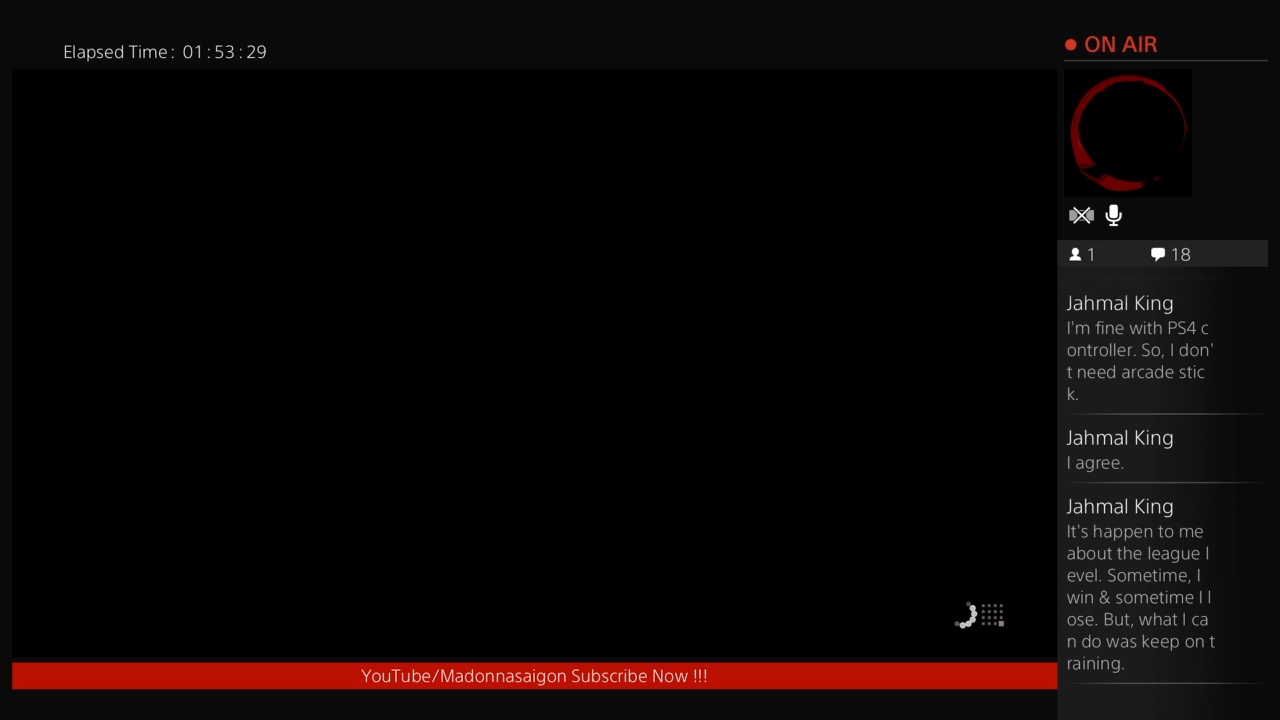 Elapsed Time: 01:53:29
ON AIR
1 18
Jahmal King
I'm fine with PS4 c
ontroller. So, I don'
t need arcade stic
k.
Jahmal King
I agree.
Jahmal King
It's happen to me
about the league l
evel. Sometime, I
win & sometime I l
ose. But, what I ca
n do was keep on t
raining.
YouTube/Madonnasaigon Subscribe Now !!!